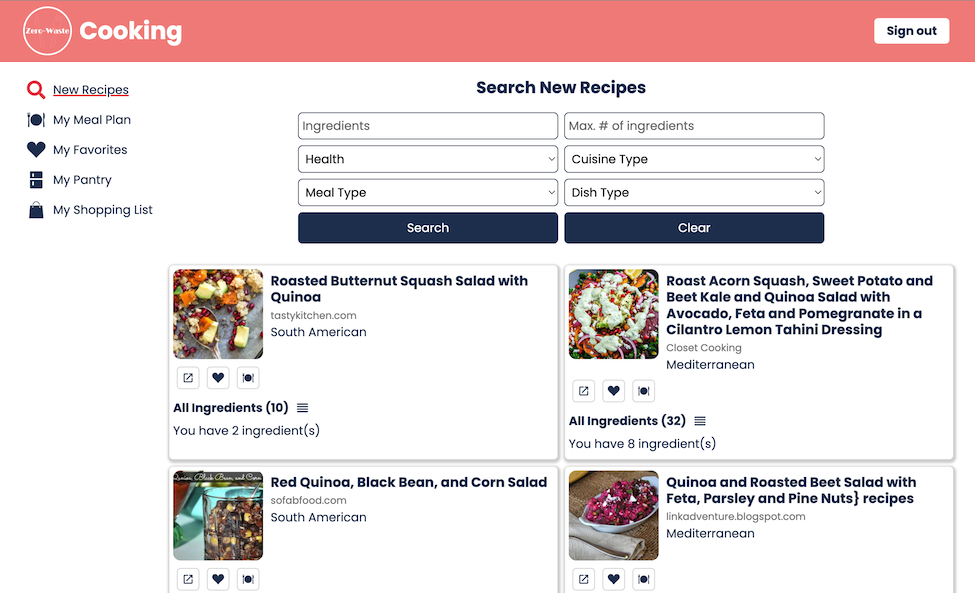 Zero-Waste
Cooking
Sign out
New Recipes
My Meal Plan
My Favorites
My Pantry
My Shopping List
Search New Recipes
Ingredients
Max. # of ingredients
Health
Cuisine Type
Meal Type
Dish Type
Search
Clear
Roasted Butternut Squash Salad with
Quinoa
tastykitchen.com
South American
All Ingredients (10)
You have 2 ingredient(s)
Roast Acorn Squash, Sweet Potato and
Beet Kale and Quinoa Salad with
Avocado, Feta and Pomegranate in a
Cilantro Lemon Tahini Dressing
Closet Cooking
Mediterranean
All Ingredients (32)
You have 8 ingredient(s)
Quinoa, Black Bean, and Corn
Red Quinoa, Black Bean, and Corn Salad
sofabfood.com
South American
Quinoa and Roasted Beet Salad with
Feta, Parsley and Pine Nuts} recipes
linkadventure.blogspot.com
Mediterranean